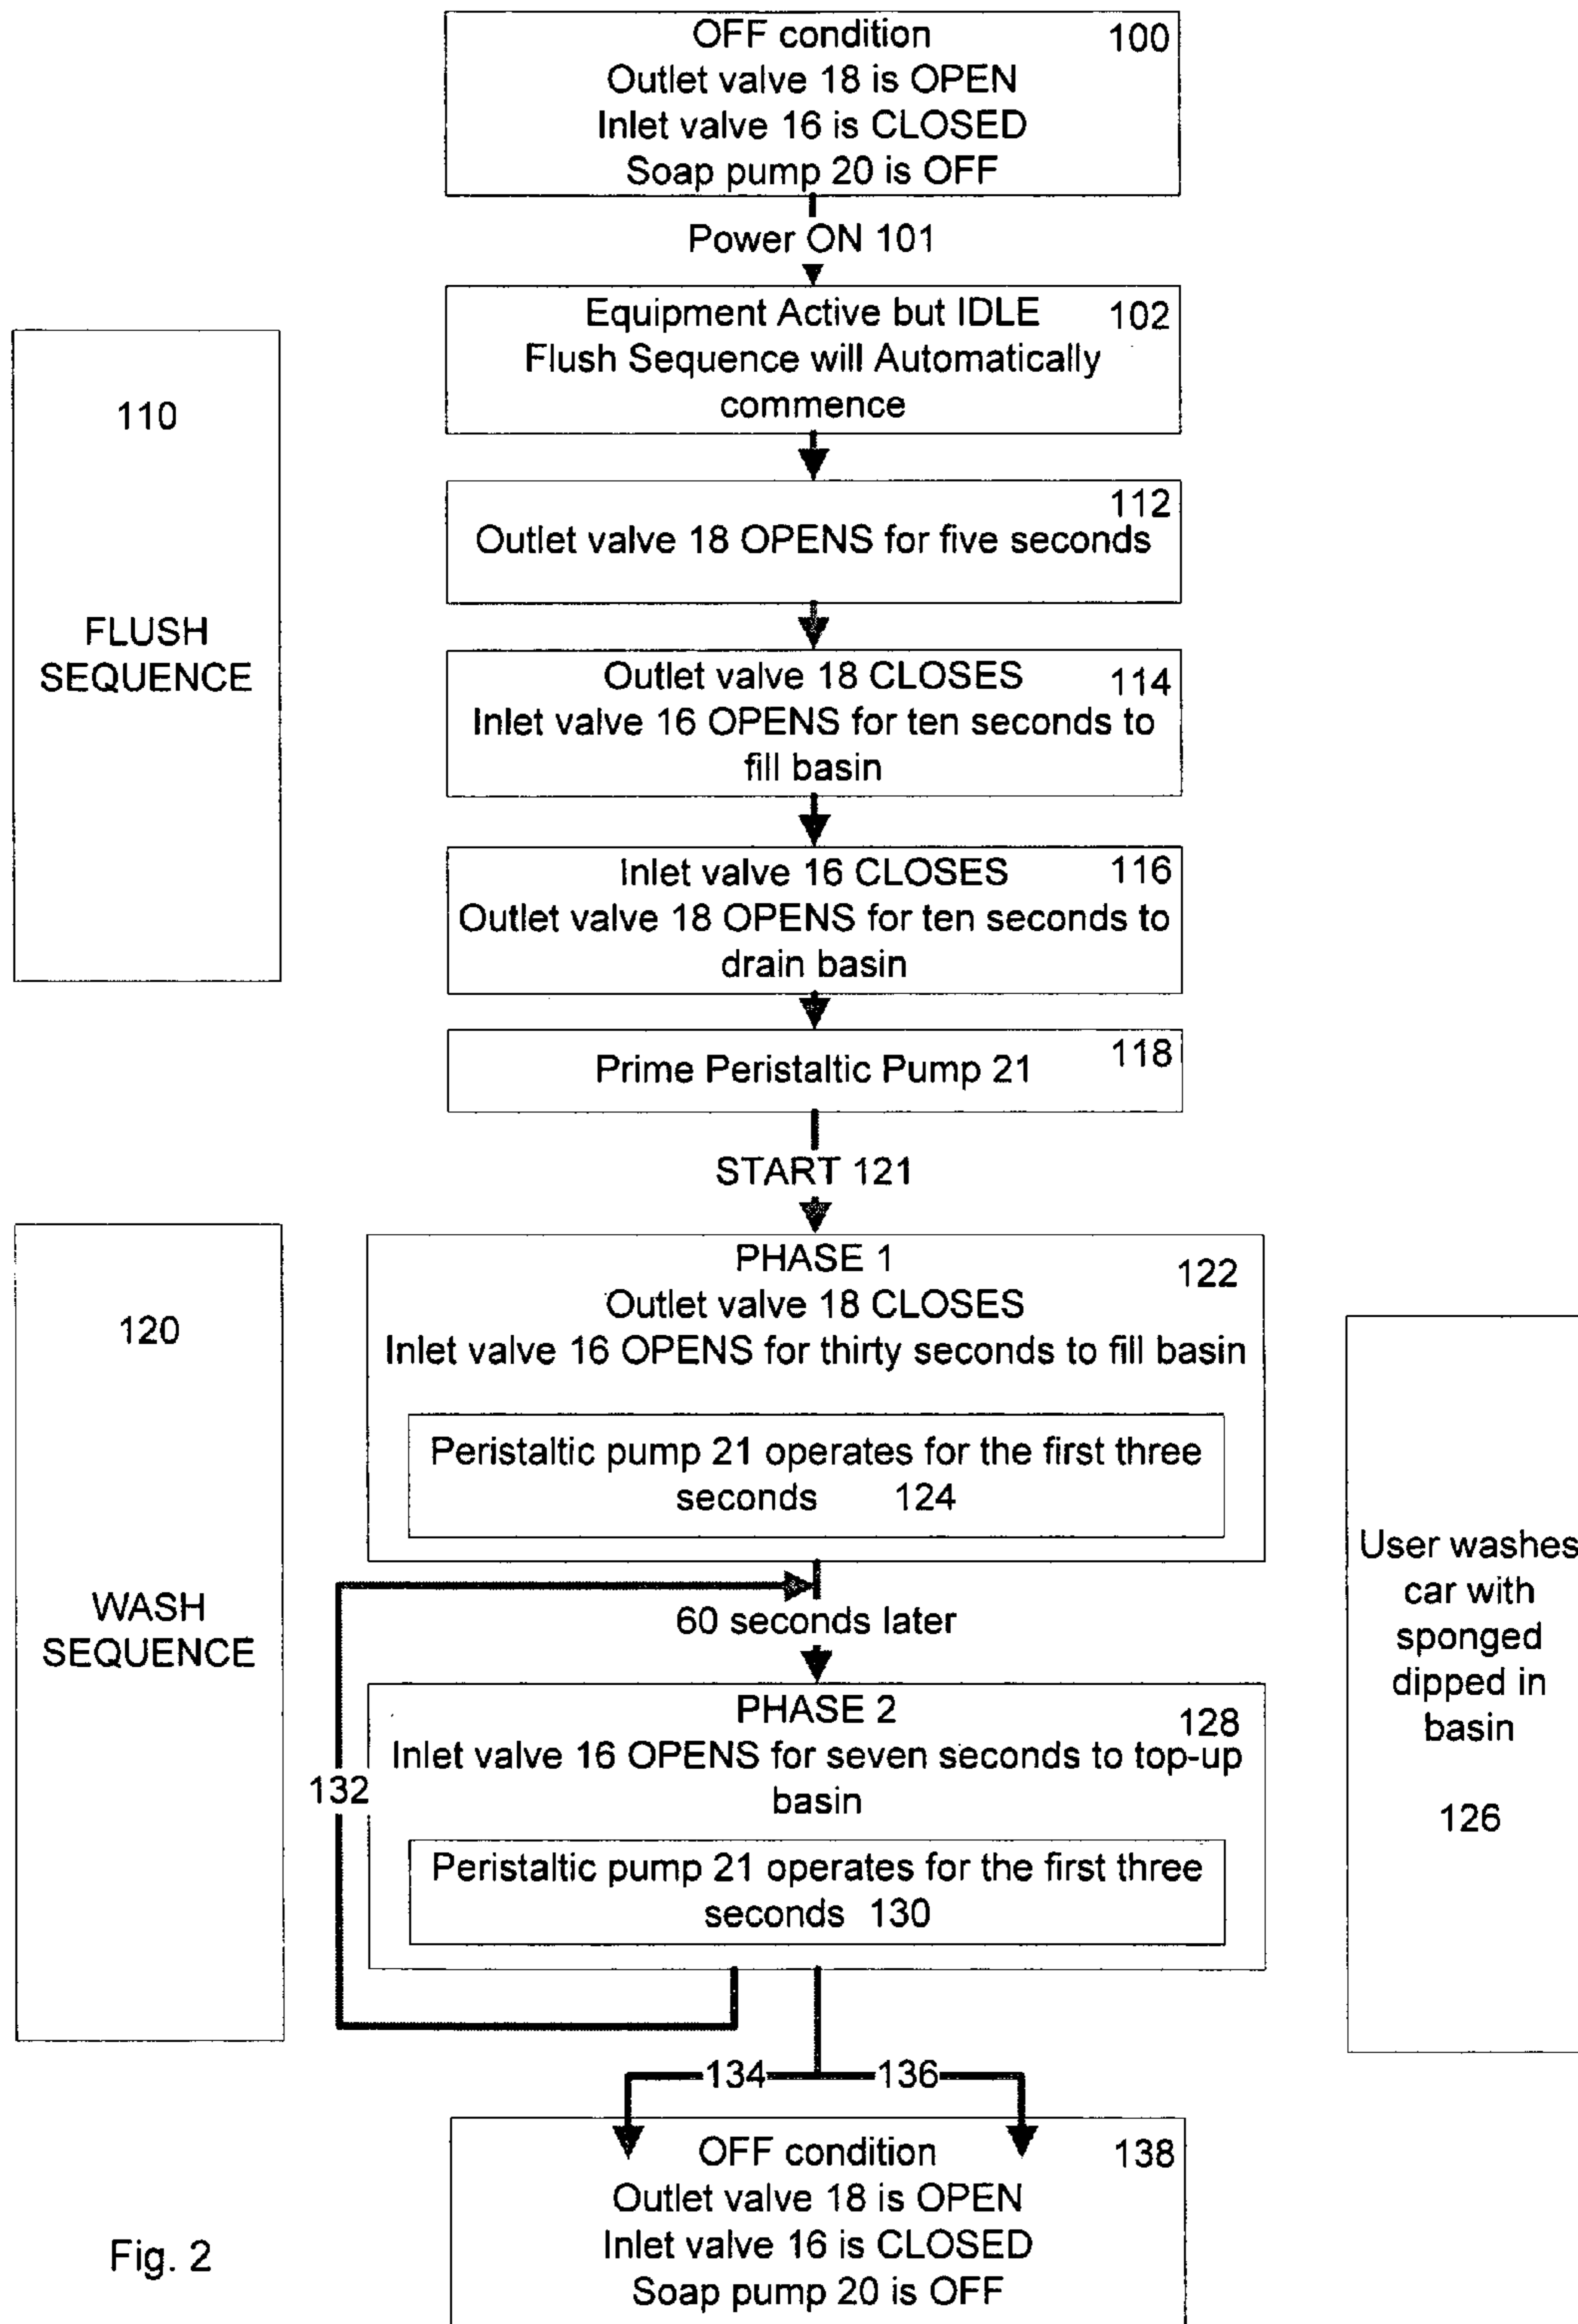 OFF condition 100
Outlet valve 18 is OPEN
Inlet valve 16 is CLOSED
Soap pump 20 is OFF
Power ON 101
Equipment Active but IDLE 102
Flush Sequence will Automatically
commence
110
FLUSH
SEQUENCE
112
Outlet valve 18 OPENS for five seconds
Outlet valve 18 CLOSES 114
Inlet valve 16 OPENS for ten seconds to
fill basin
Inlet valve 16 CLOSES 116
Outlet valve 18 OPENS for ten seconds to
drain basin
Prime Peristaltic Pump 21 118
START 121
120
WASH
SEQUENCE
PHASE 1
122
Outlet valve 18 CLOSES
Inlet valve 16 OPENS for thirty seconds to fill basin
Peristaltic pump 21 operates for the first three
seconds 124
60 seconds later
PHASE 2
128
Inlet valve 16 OPENS for seven seconds to top-up
basin
Peristaltic pump 21 operates for the first three
seconds 130
132
User washes
car with
sponged
dipped in
basin
126
134 136
OFF condition 138
Outlet valve 18 is OPEN
Inlet valve 16 is CLOSED
Soap pump 20 is OFF
Fig. 2